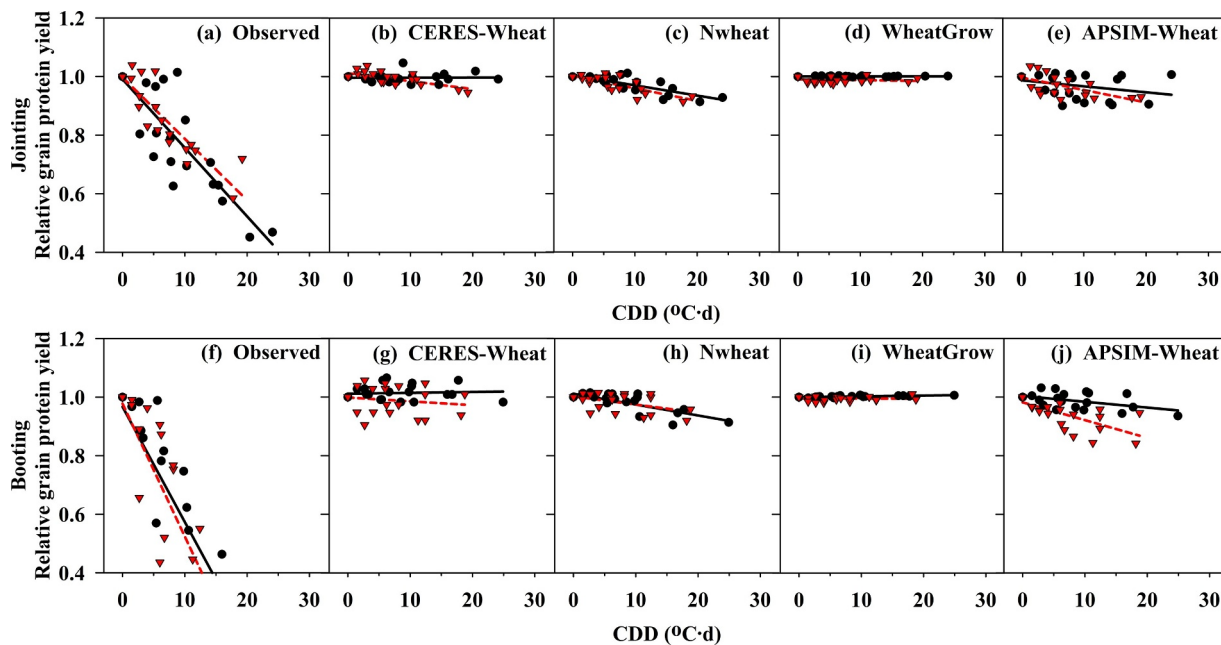 (a) Observed
(b) CERES-Wheat
(c) Nwheat
(d) WheatGrow
(e) APSIM-Wheat
Jointing
Relative grain protein yield
1.2
1.0
0.8
0.6
0.4
0 10 20 30
0 10 20 30
0 10 20 30
0 10 20 30
0 10 20 30
CDD (ºC·d)
(f) Observed
(g) CERES-Wheat
(h) Nwheat
(i) WheatGrow
(j) APSIM-Wheat
Booting
Relative grain protein yield
1.2
1.0
0.8
0.6
0.4
0 10 20 30
0 10 20 30
0 10 20 30
0 10 20 30
0 10 20 30
CDD (ºC·d)